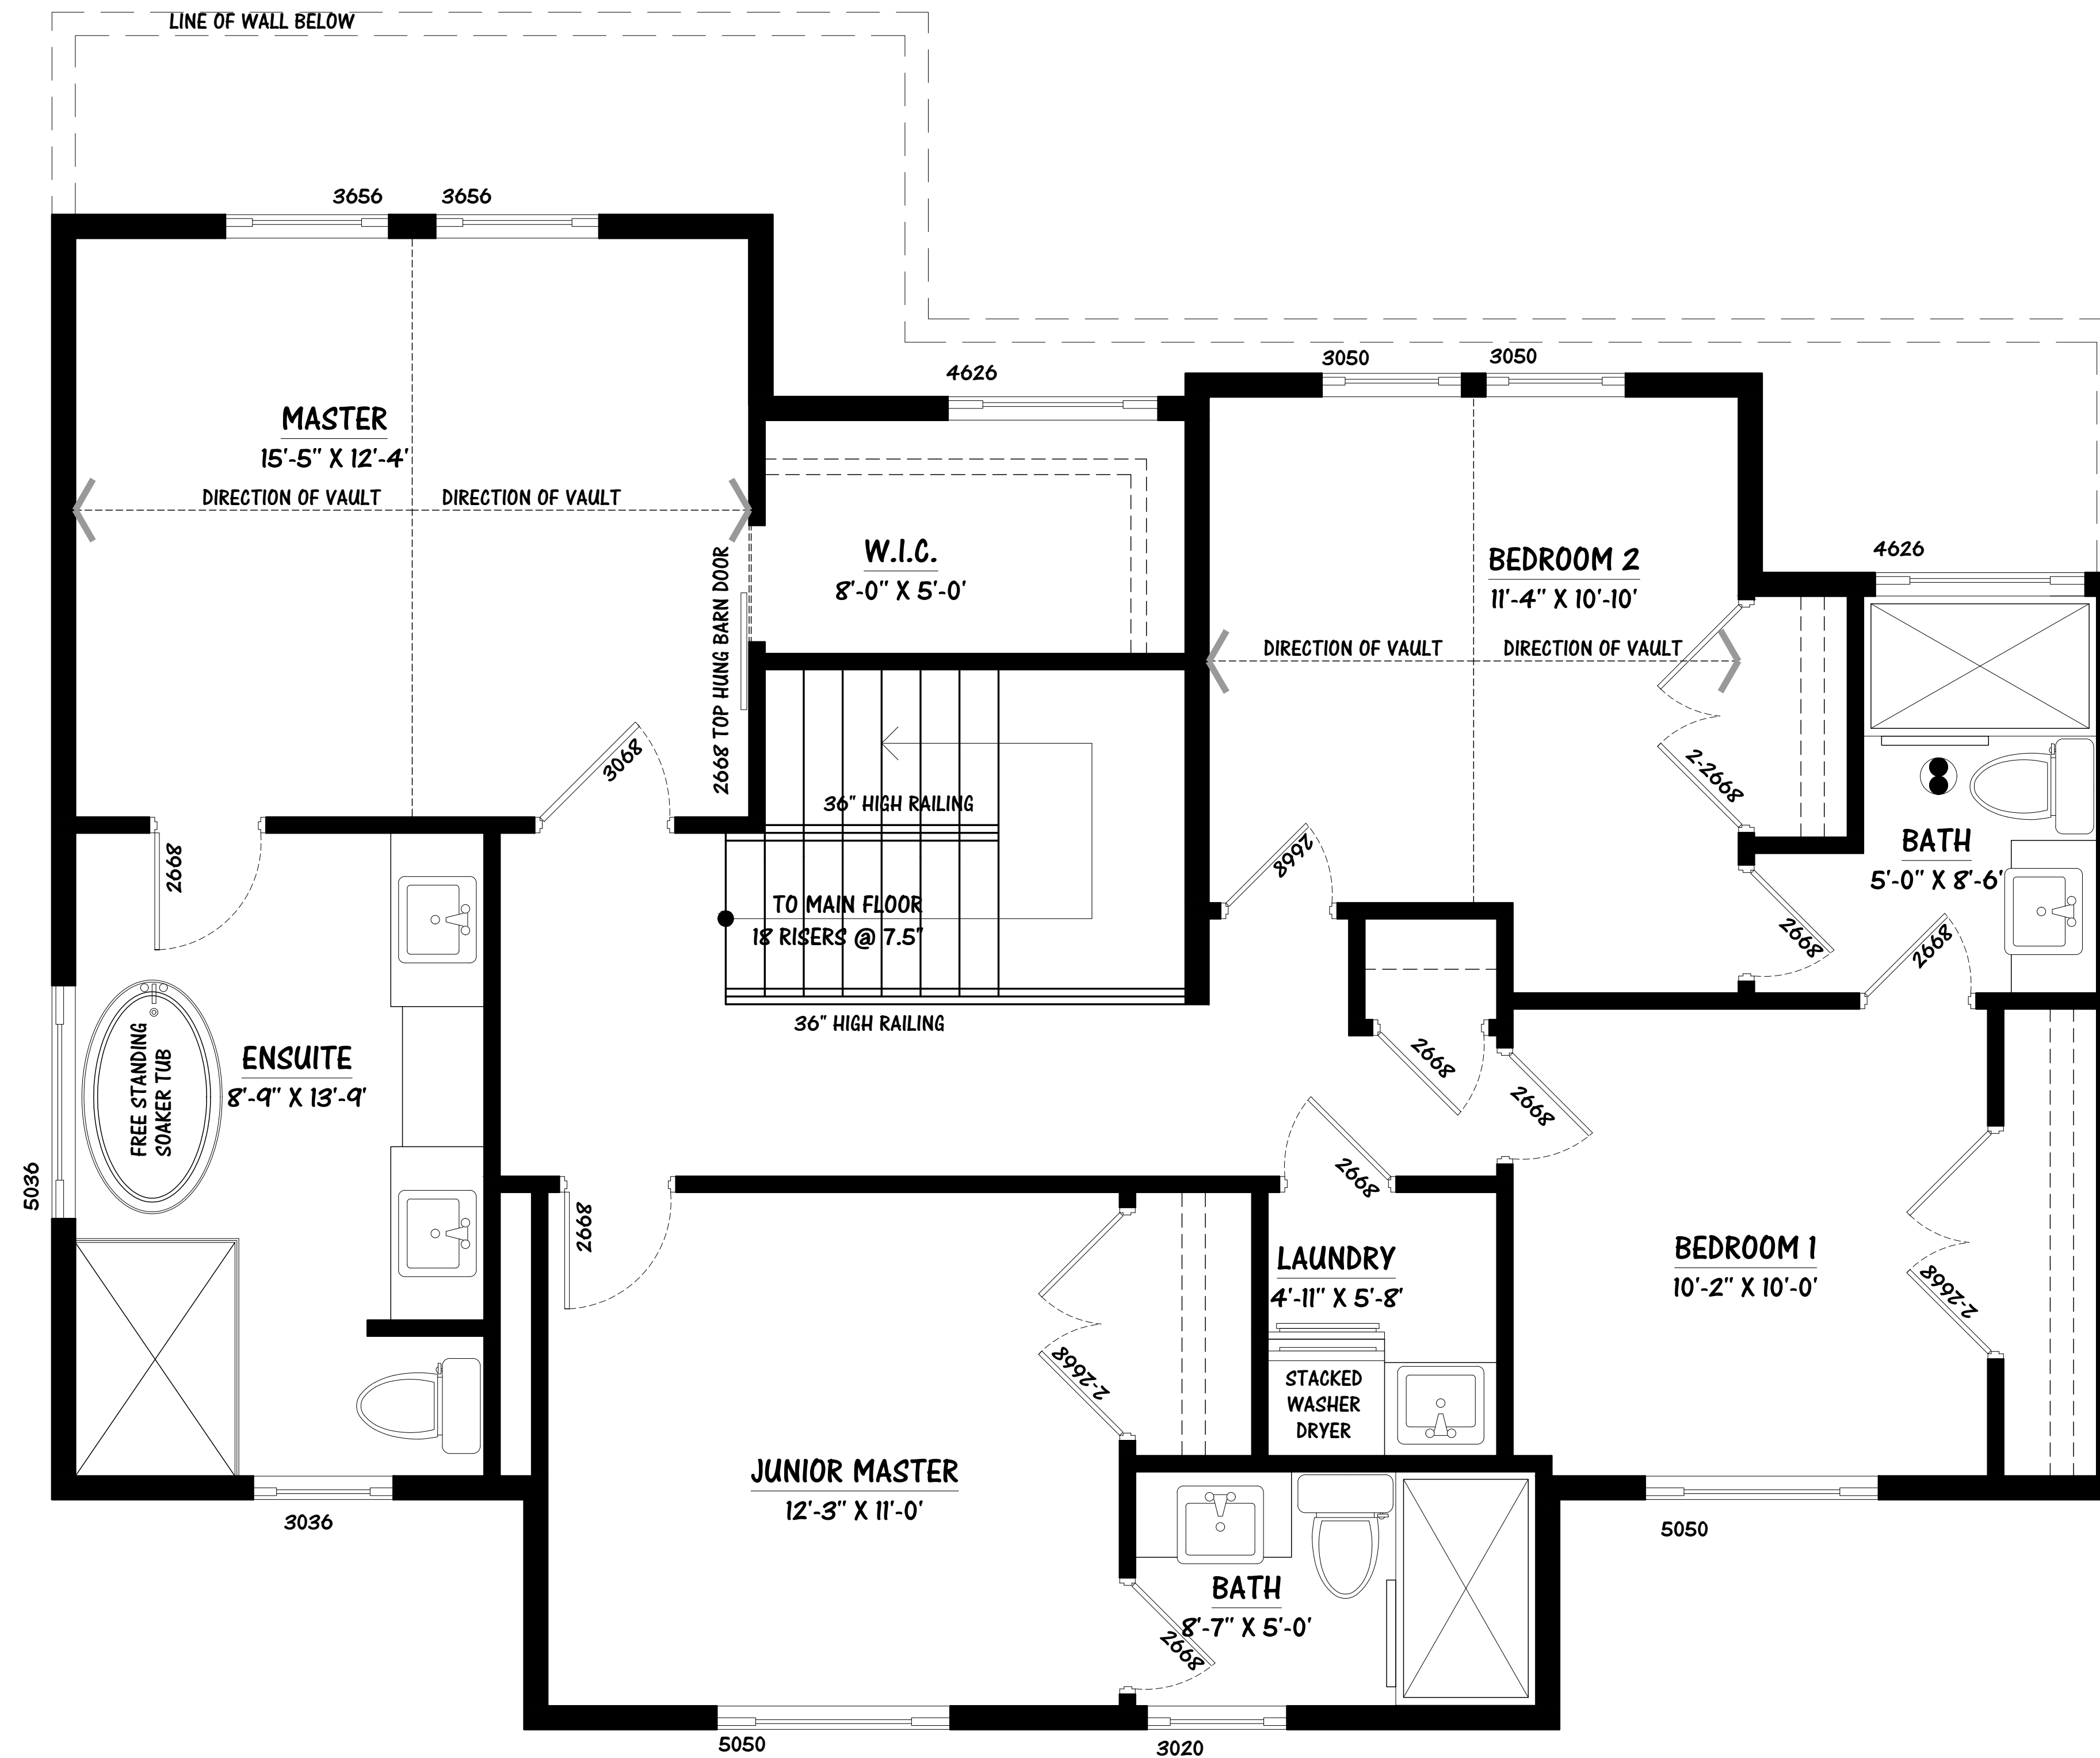 LINE OF WALL BELOW
3656
3656
MASTER
15'-5" X 12'-4'
DIRECTION OF VAULT
DIRECTION OF VAULT
4626
W.I.C.
8'-0" X 5'-0'
2668 TOP HUNG BARN DOOR
3050
3050
BEDROOM 2
11'-4" X 10'-10'
DIRECTION OF VAULT
DIRECTION OF VAULT
2-2668
4626
BATH
5'-0" X 8'-6'
2668
2668
3068
2668
36" HIGH RAILING
TO MAIN FLOOR
18 RISERS @ 7.5"
36" HIGH RAILING
2668
2668
2668
2668
ENSUITE
8'-9" X 13'-9'
FREE STANDING
SOAKER TUB
5036
3036
2668
JUNIOR MASTER
12'-3" X 11'-0'
2-2668
5050
LAUNDRY
4'-11" X 5'-8'
STACKED
WASHER
DRYER
BEDROOM 1
10'-2" X 10'-0'
2-2668
5050
BATH
8'-7" X 5'-0'
2668
3020